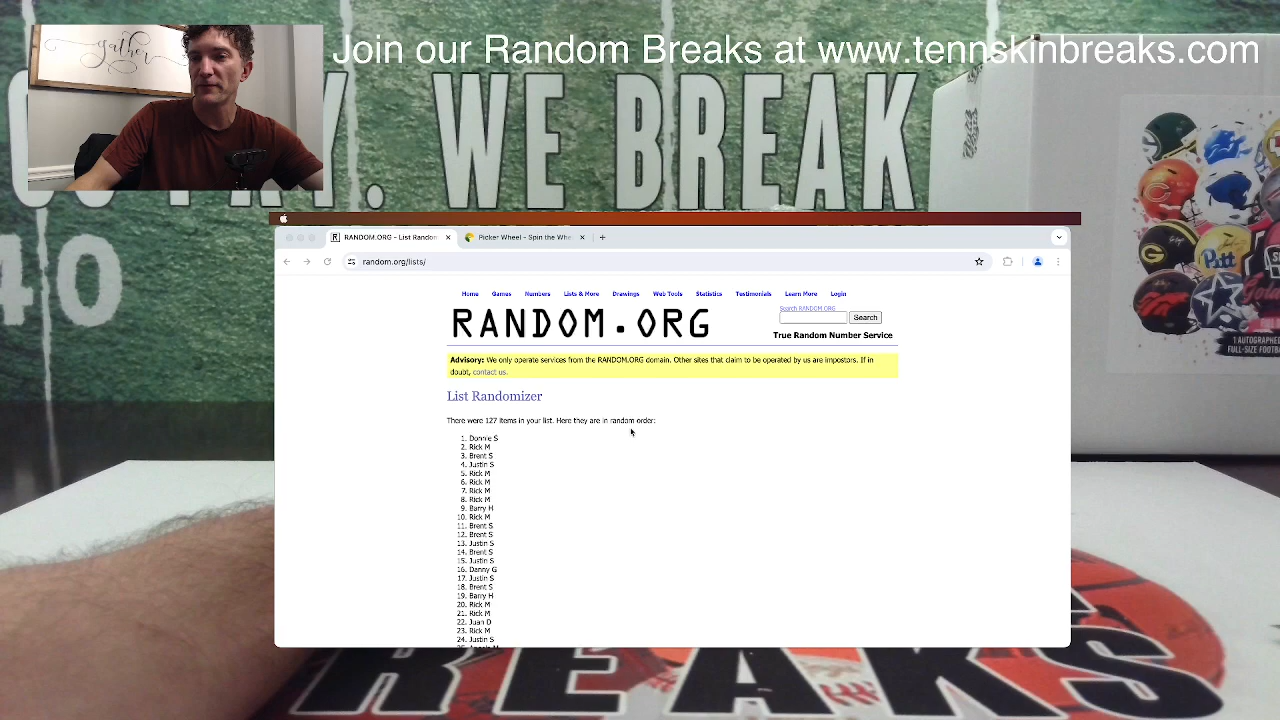 Join our Random Breaks at www.tennskinbreaks.com
gather
WE BREAK
40
RANDOM.ORG - List Random
Picker Wheel - Spin the Whe
random.org/lists/
Home Games Numbers Lists & More Drawings Web Tools Statistics Testimonials Learn More Login
Search RANDOM.ORG
Search
RANDOM.ORG
True Random Number Service
Advisory: We only operate services from the RANDOM.ORG domain. Other sites that claim to be operated by us are impostors. If in
doubt, contact us.
List Randomizer
There were 127 items in your list. Here they are in random order:
1. Donnie S
2. Rick M
3. Brent S
4. Justin S
5. Rick M
6. Rick M
7. Rick M
8. Rick M
9. Barry H
10. Rick M
11. Brent S
12. Brent S
13. Justin S
14. Brent S
15. Justin S
16. Danny G
17. Justin S
18. Brent S
19. Barry H
20. Rick M
21. Rick M
22. Juan D
23. Rick M
24. Justin S
Pitt
1 AUTOGRAPHED
BREAKS